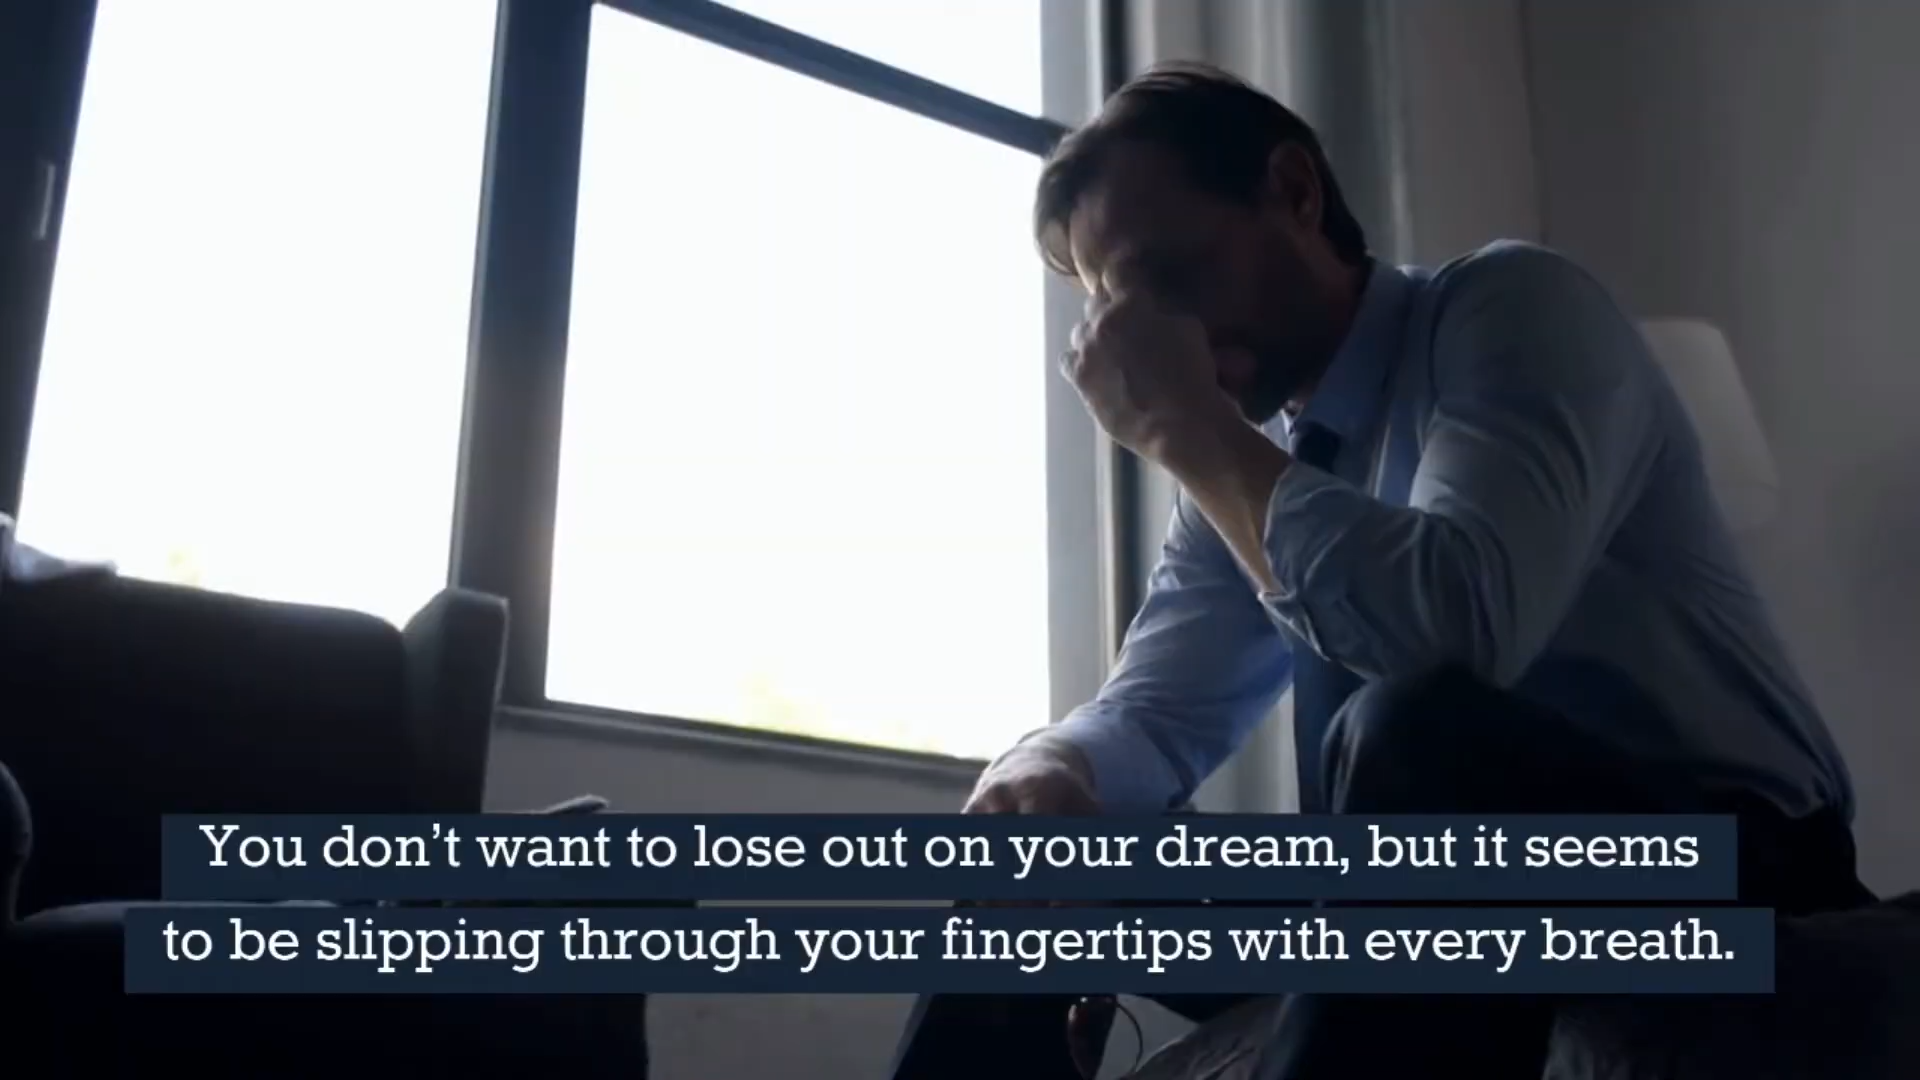 You don’t want to lose out on your dream, but it seems
to be slipping through your fingertips with every breath.